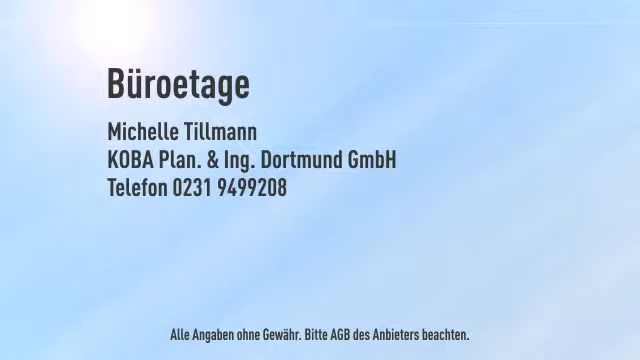 Büroetage
Michelle Tillmann
KOBA Plan. & Ing. Dortmund GmbH
Telefon 0231 9499208
Alle Angaben ohne Gewähr. Bitte AGB des Anbieters beachten.